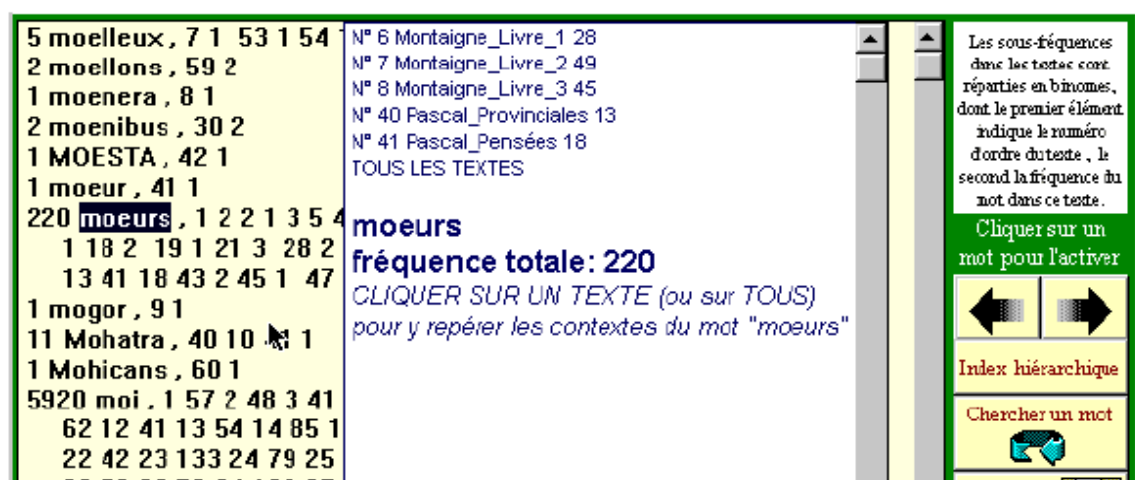 5 moelleux , 7 1 53 1 54
2 moellons , 59 2
1 moenera , 8 1
2 moenibus , 30 2
1 MOESTA , 42 1
1 moeur , 41 1
220 moeurs , 1 2 2 1 3 5 4
1 18 2 19 1 21 3 28 2
13 41 18 43 2 45 1 47
1 mogor , 9 1
11 Mohatra , 40 10 1
1 Mohicans , 60 1
5920 moi , 1 57 2 48 3 41
62 12 41 13 54 14 85 1
22 42 23 133 24 79 25
N° 6 Montaigne_Livre_1 28
N° 7 Montaigne_Livre_2 49
N° 8 Montaigne_Livre_3 45
N° 40 Pascal_Provinciales 13
N° 41 Pascal_Pensées 18
TOUS LES TEXTES
moeurs
fréquence totale: 220
CLIQUER SUR UN TEXTE (ou sur TOUS)
pour y repérer les contextes du mot "moeurs"
Les sous-fréquences
dans les textes sont
réparties en binomes,
dont le premier élément
indique le numéro
d'ordre du texte , le
second la fréquence du
mot dans ce texte.
Cliquer sur un
mot pour l'activer
Index hiérarchique
Chercher un mot